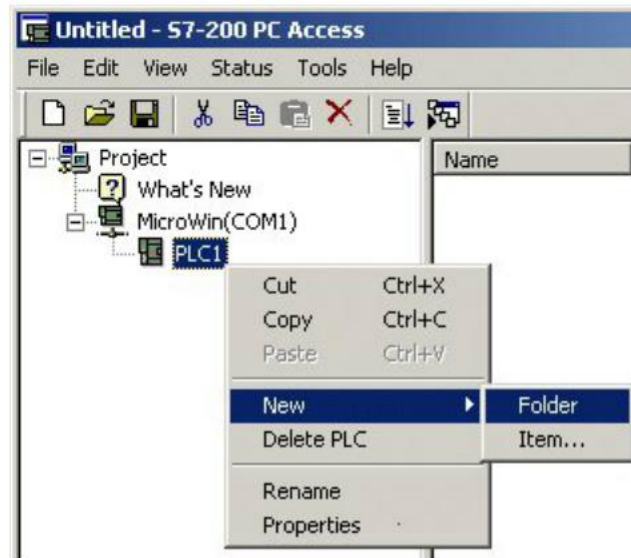 Untitled - S7-200 PC Access
File Edit View Status Tools Help
Project
What's New
MicroWin(COM1)
PLC1
Name
Cut Ctrl+X
Copy Ctrl+C
Paste Ctrl+V
New
Delete PLC
Rename
Properties
Folder
Item...